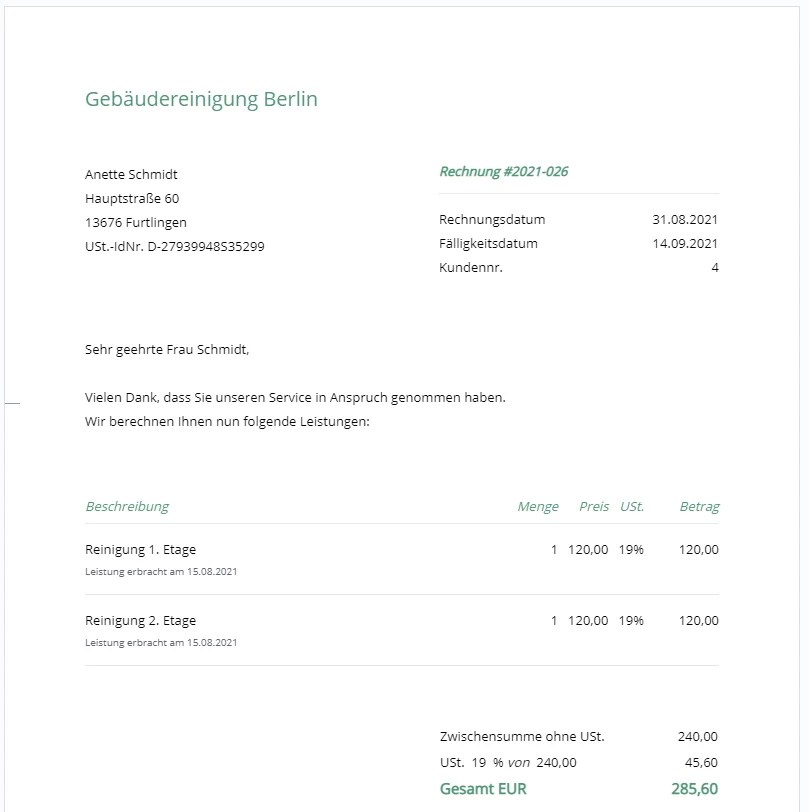 Gebäudereinigung Berlin
Anette Schmidt
Hauptstraße 60
13676 Furtlingen
USt.-IdNr. D-27939948S35299
Rechnung #2021-026
Rechnungsdatum 31.08.2021
Fälligkeitsdatum 14.09.2021
Kundennr. 4
Sehr geehrte Frau Schmidt,
Vielen Dank, dass Sie unseren Service in Anspruch genommen haben.
Wir berechnen Ihnen nun folgende Leistungen:
Beschreibung Menge Preis USt. Betrag
Reinigung 1. Etage 1 120,00 19% 120,00
Leistung erbracht am 15.08.2021
Reinigung 2. Etage 1 120,00 19% 120,00
Leistung erbracht am 15.08.2021
Zwischensumme ohne USt. 240,00
USt. 19 % von 240,00 45,60
Gesamt EUR 285,60